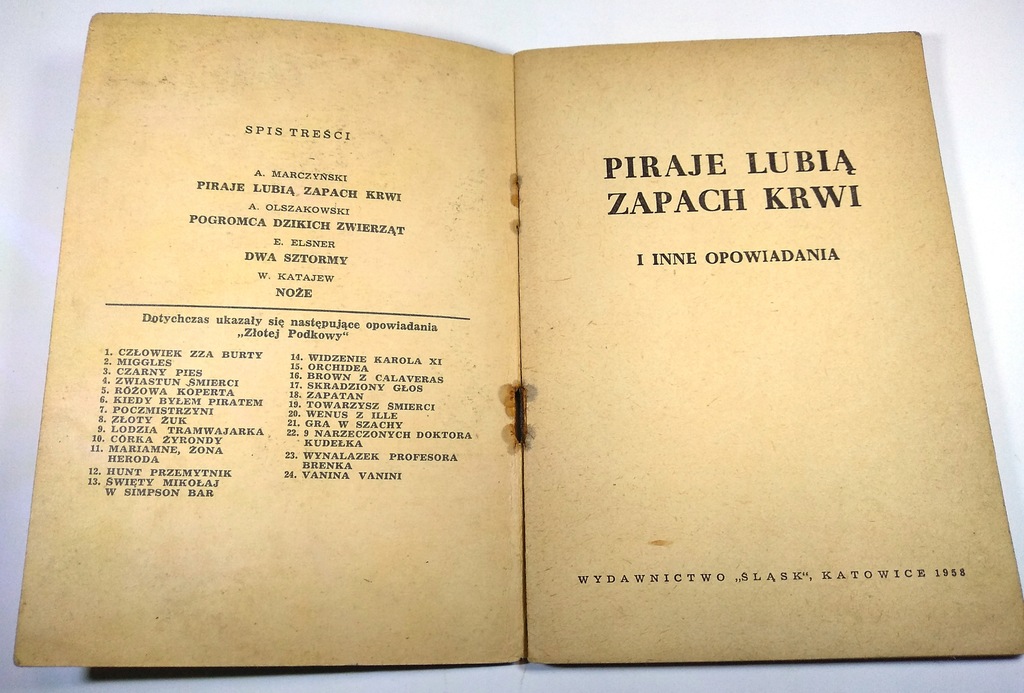 SPIS TREŚCI
A. MARCZYŃSKI
PIRAJE LUBIĄ ZAPACH KRWI
A. OLSZAKOWSKI
POGROMCA DZIKICH ZWIERZĄT
E. ELSNER
DWA SZTORMY
W. KATAJEW
NOŻE
Dotychczas ukazały się następujące opowiadania
„Złotej Podkowy“
1. CZŁOWIEK ZZA BURTY
2. MIGGLES
3. CZARNY PIES
4. ZWIASTUN ŚMIERCI
5. RÓŻOWA KOPERTA
6. KIEDY BYŁEM PIRATEM
7. POCZMISTRZYNI
8. ZŁOTY ŻUK
9. LODZIA TRAMWAJARKA
10. CÓRKA ŻYRONDY
11. MARIAMNE, ŻONA
HERODA
12. HUNT PRZEMYTNIK
13. ŚWIĘTY MIKOŁAJ
W SIMPSON BAR
14. WIDZENIE KAROLA XI
15. ORCHIDEA
16. BROWN Z CALAVERAS
17. SKRADZIONY GŁOS
18. ZAPATAN
19. TOWARZYSZ ŚMIERCI
20. WENUS Z ILLE
21. GRA W SZACHY
22. 9 NARZECZONYCH DOKTORA
KUDEŁKA
23. WYNALAZEK PROFESORA
BRENKA
24. VANINA VANINI
PIRAJE LUBIĄ
ZAPACH KRWI
I INNE OPOWIADANIA
WYDAWNICTWO „ŚLĄSK“, KATOWICE 1958